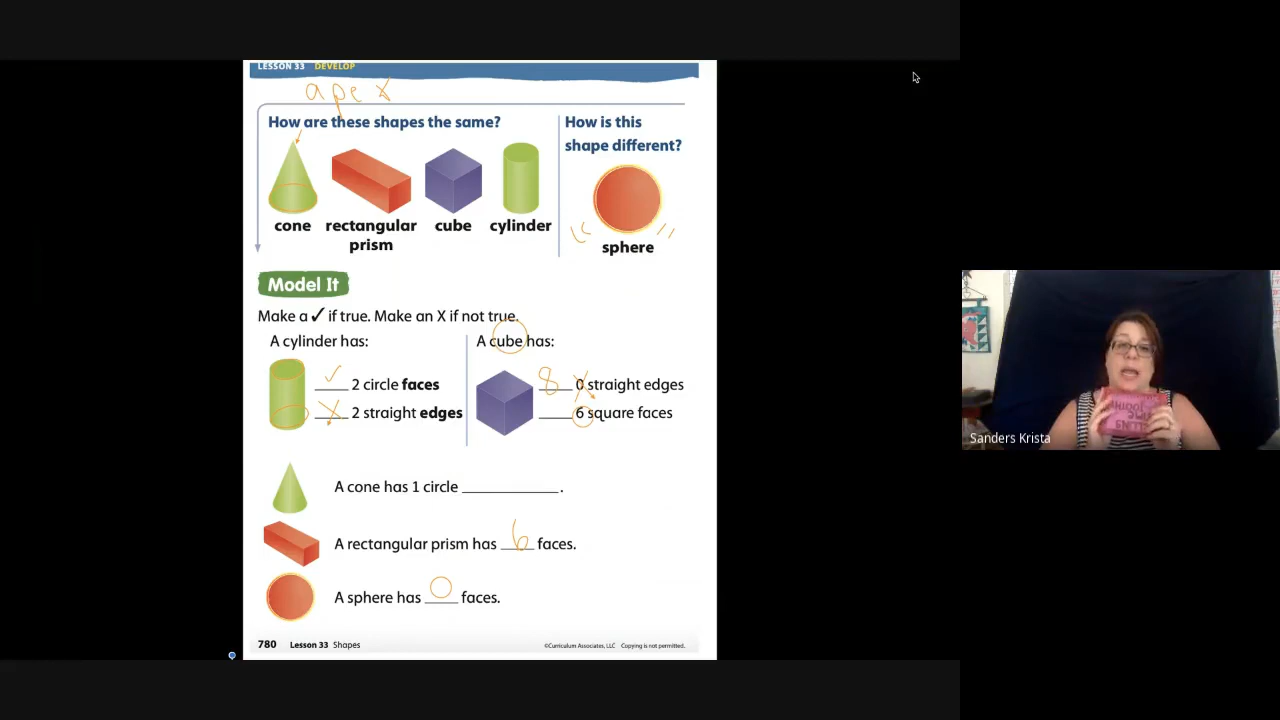 LESSON 33 DEVELOP
apex
How are these shapes the same?
cone
rectangular prism
cube
cylinder
How is this
shape different?
sphere
Model It
Make a ✓ if true. Make an X if not true.
A cylinder has:
✓ 2 circle faces
X 2 straight edges
A cube has:
8 0 straight edges
6 square faces
A cone has 1 circle ____________.
A rectangular prism has 6 faces.
A sphere has 0 faces.
780 Lesson 33 Shapes
©Curriculum Associates, LLC Copying is not permitted.
Sanders Krista